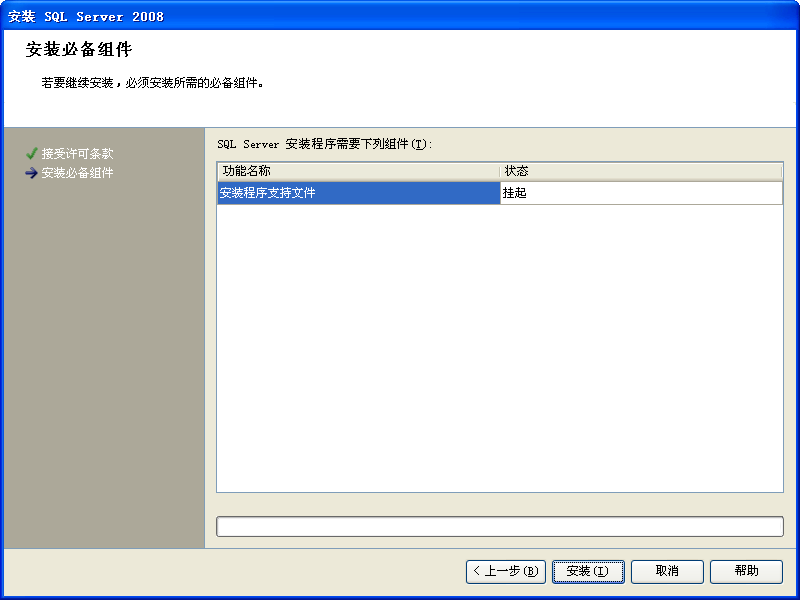 安装 SQL Server 2008
安装必备组件
若要继续安装，必须安装所需的必备组件。
接受许可条款
安装必备组件
SQL Server 安装程序需要下列组件(T):
功能名称 状态
安装程序支持文件 挂起
< 上一步(B) 安装(I) 取消 帮助